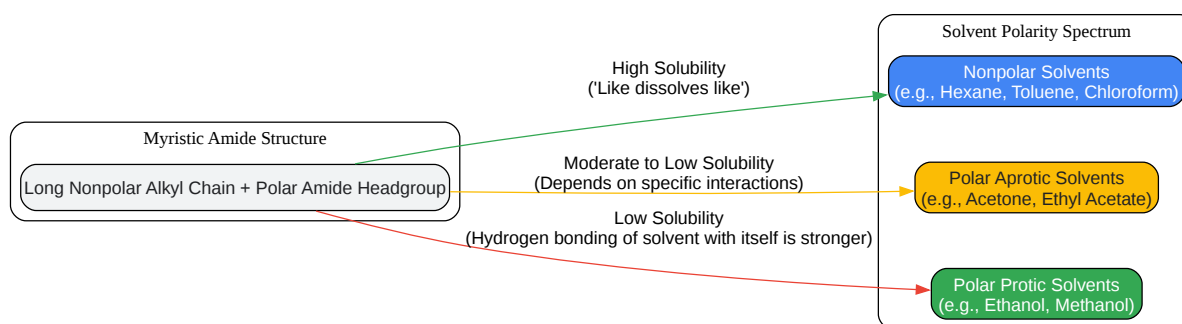 Solvent Polarity Spectrum
High Solubility
('Like dissolves like')
Nonpolar Solvents
(e.g., Hexane, Toluene, Chloroform)
Myristic Amide Structure
Long Nonpolar Alkyl Chain + Polar Amide Headgroup
Moderate to Low Solubility
(Depends on specific interactions)
Polar Aprotic Solvents
(e.g., Acetone, Ethyl Acetate)
Low Solubility
(Hydrogen bonding of solvent with itself is stronger)
Polar Protic Solvents
(e.g., Ethanol, Methanol)